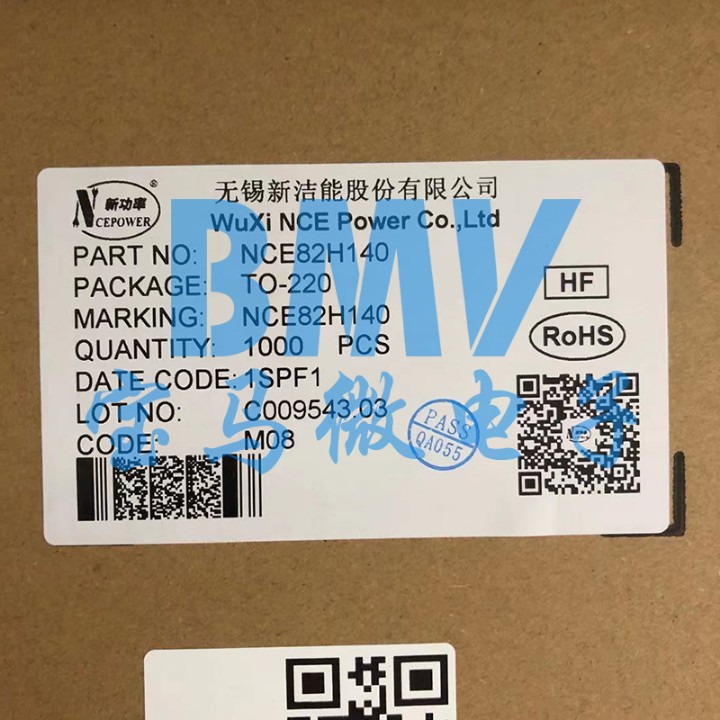 新功率
NCEPOWER
®
无锡新洁能股份有限公司
WuXi NCE Power Co.,Ltd
PART NO: NCE82H140
PACKAGE: TO-220
MARKING: NCE82H140
QUANTITY: 1000 PCS
DATE CODE: 1SPF1
LOT NO: C009543.03
CODE: M08
HF
RoHS
PASS
QA055
NCE
BMV
宝马微电子